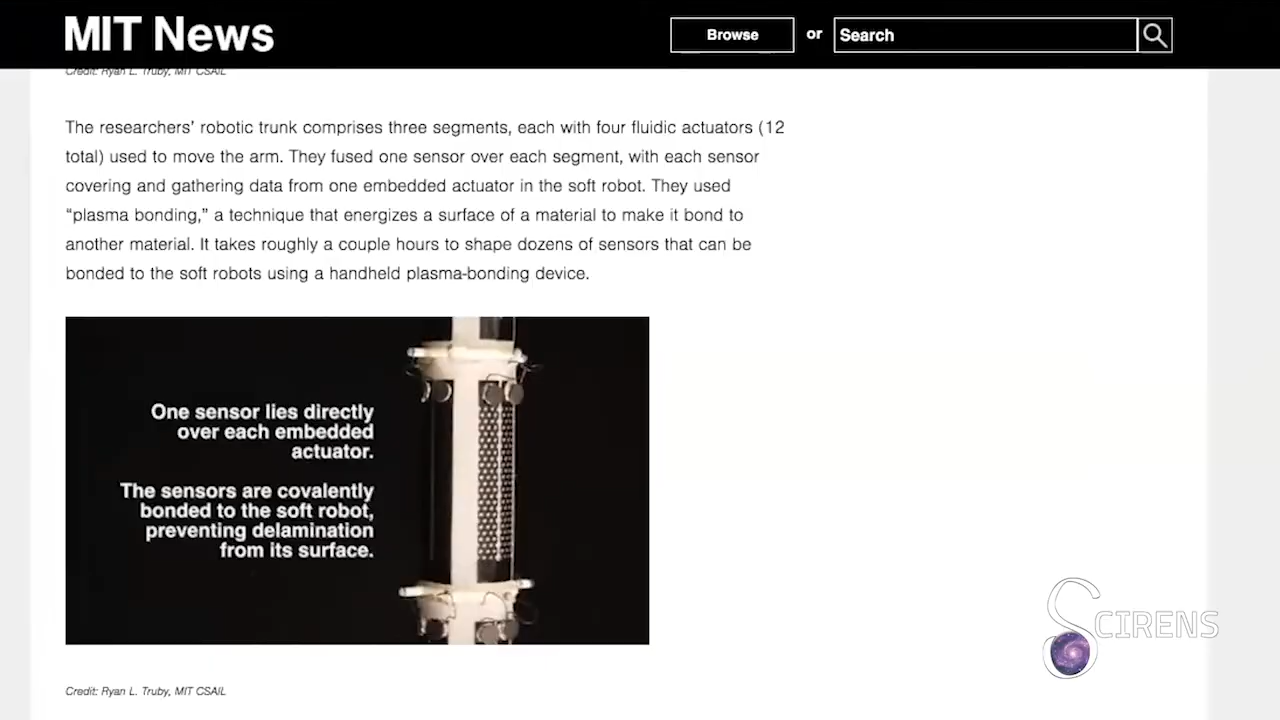 MIT News
Browse
or
Search
Credit: Ryan L. Truby, MIT CSAIL
The researchers’ robotic trunk comprises three segments, each with four fluidic actuators (12
total) used to move the arm. They fused one sensor over each segment, with each sensor
covering and gathering data from one embedded actuator in the soft robot. They used
“plasma bonding,” a technique that energizes a surface of a material to make it bond to
another material. It takes roughly a couple hours to shape dozens of sensors that can be
bonded to the soft robots using a handheld plasma-bonding device.
One sensor lies directly
over each embedded
actuator.
The sensors are covalently
bonded to the soft robot,
preventing delamination
from its surface.
SCIRENS
Credit: Ryan L. Truby, MIT CSAIL